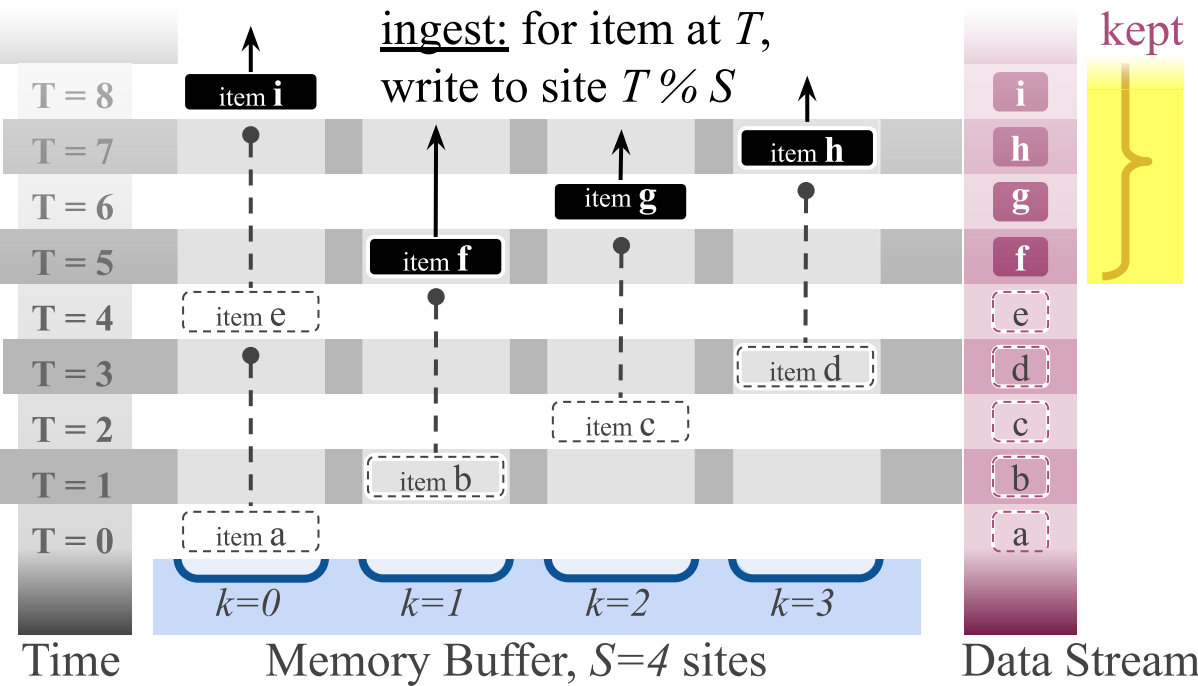 ingest: for item at T,
write to site T % S
kept
T = 8
item i
i
T = 7
item h
h
T = 6
item g
g
T = 5
item f
f
T = 4
item e
e
T = 3
item d
d
T = 2
item c
c
T = 1
item b
b
T = 0
item a
a
k=0 k=1 k=2 k=3
Time Memory Buffer, S=4 sites Data Stream